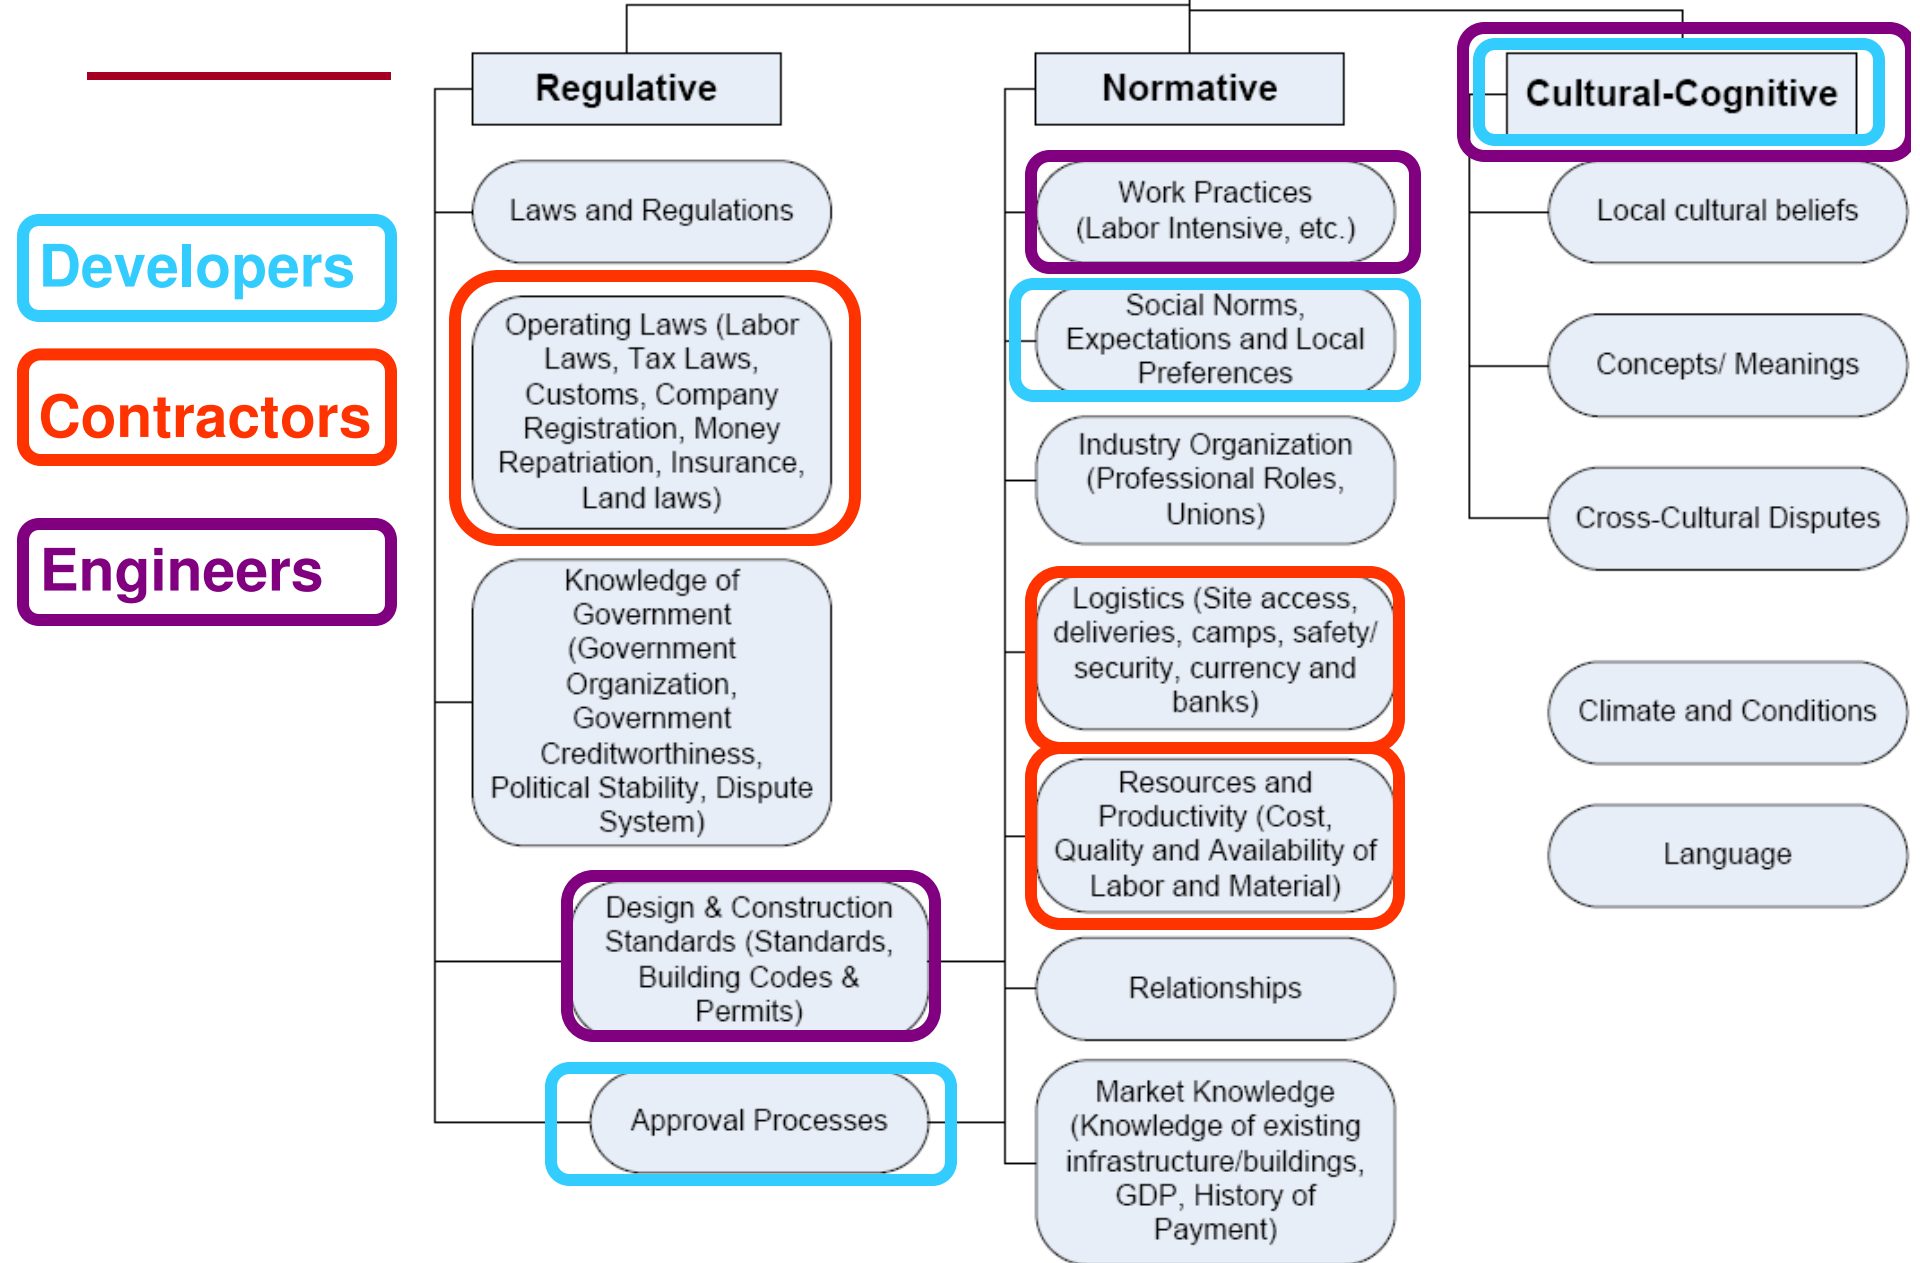 Developers
Contractors
Engineers
Regulative
Laws and Regulations
Operating Laws (Labor
Laws, Tax Laws,
Customs, Company
Registration, Money
Repatriation, Insurance,
Land laws)
Knowledge of
Government
(Government
Organization,
Government
Creditworthiness,
Political Stability, Dispute
System)
Design & Construction
Standards (Standards,
Building Codes &
Permits)
Approval Processes
Normative
Work Practices
(Labor Intensive, etc.)
Social Norms,
Expectations and Local
Preferences
Industry Organization
(Professional Roles,
Unions)
Logistics (Site access,
deliveries, camps, safety/
security, currency and
banks)
Resources and
Productivity (Cost,
Quality and Availability of
Labor and Material)
Relationships
Market Knowledge
(Knowledge of existing
infrastructure/buildings,
GDP, History of
Payment)
Cultural-Cognitive
Local cultural beliefs
Concepts/ Meanings
Cross-Cultural Disputes
Climate and Conditions
Language